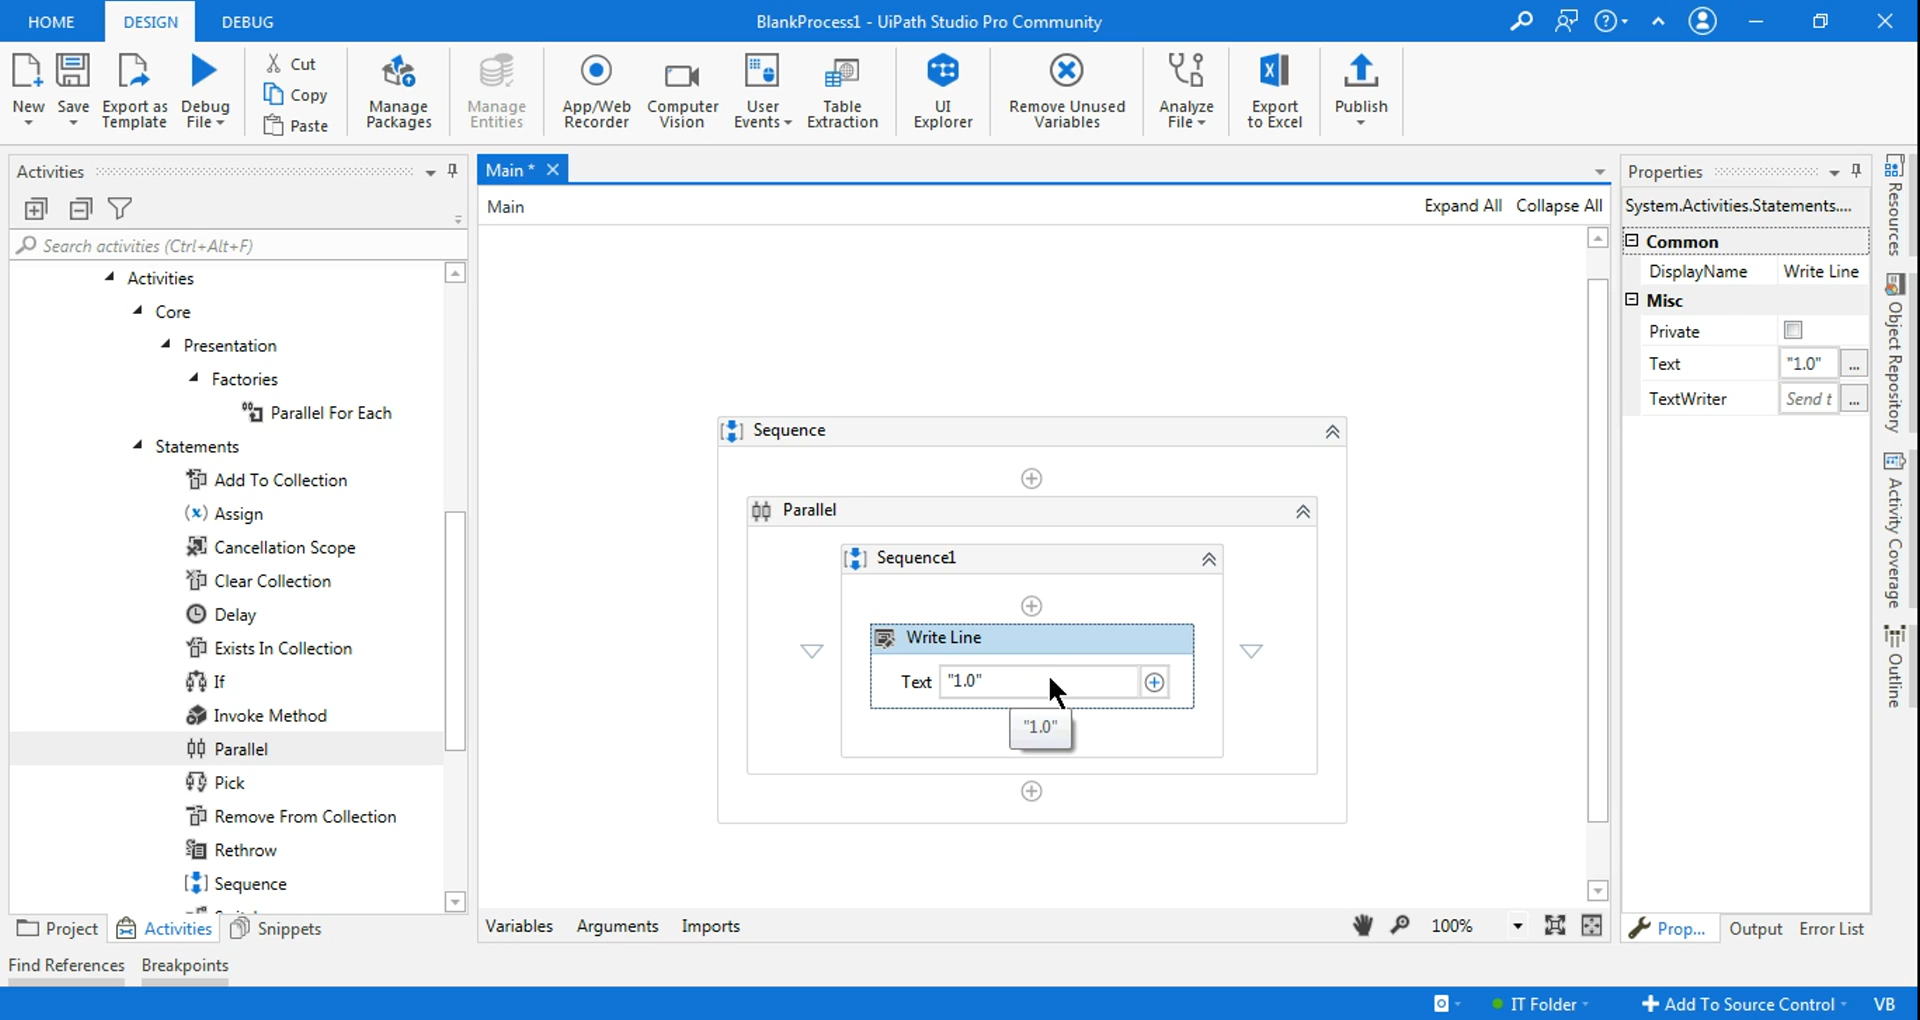 HOME DESIGN DEBUG BlankProcess1 - UiPath Studio Pro Community
New Save Export as Template Debug File Cut Copy Paste Manage Packages Manage Entities App/Web Recorder Computer Vision User Events Table Extraction UI Explorer Remove Unused Variables Analyze File Export to Excel Publish
Activities
Search activities (Ctrl+Alt+F)
Activities
Core
Presentation
Factories
Parallel For Each
Statements
Add To Collection
Assign
Cancellation Scope
Clear Collection
Delay
Exists In Collection
If
Invoke Method
Parallel
Pick
Remove From Collection
Rethrow
Sequence
Project Activities Snippets
Main *
Main Expand All Collapse All
Sequence
Parallel
Sequence1
Write Line
Text "1.0"
"1.0"
Variables Arguments Imports 100%
Properties
System.Activities.Statements....
Common
DisplayName Write Line
Misc
Private
Text "1.0" ...
TextWriter Send t ...
Prop... Output Error List
Resources
Object Repository
Activity Coverage
Outline
Find References Breakpoints
IT Folder Add To Source Control VB